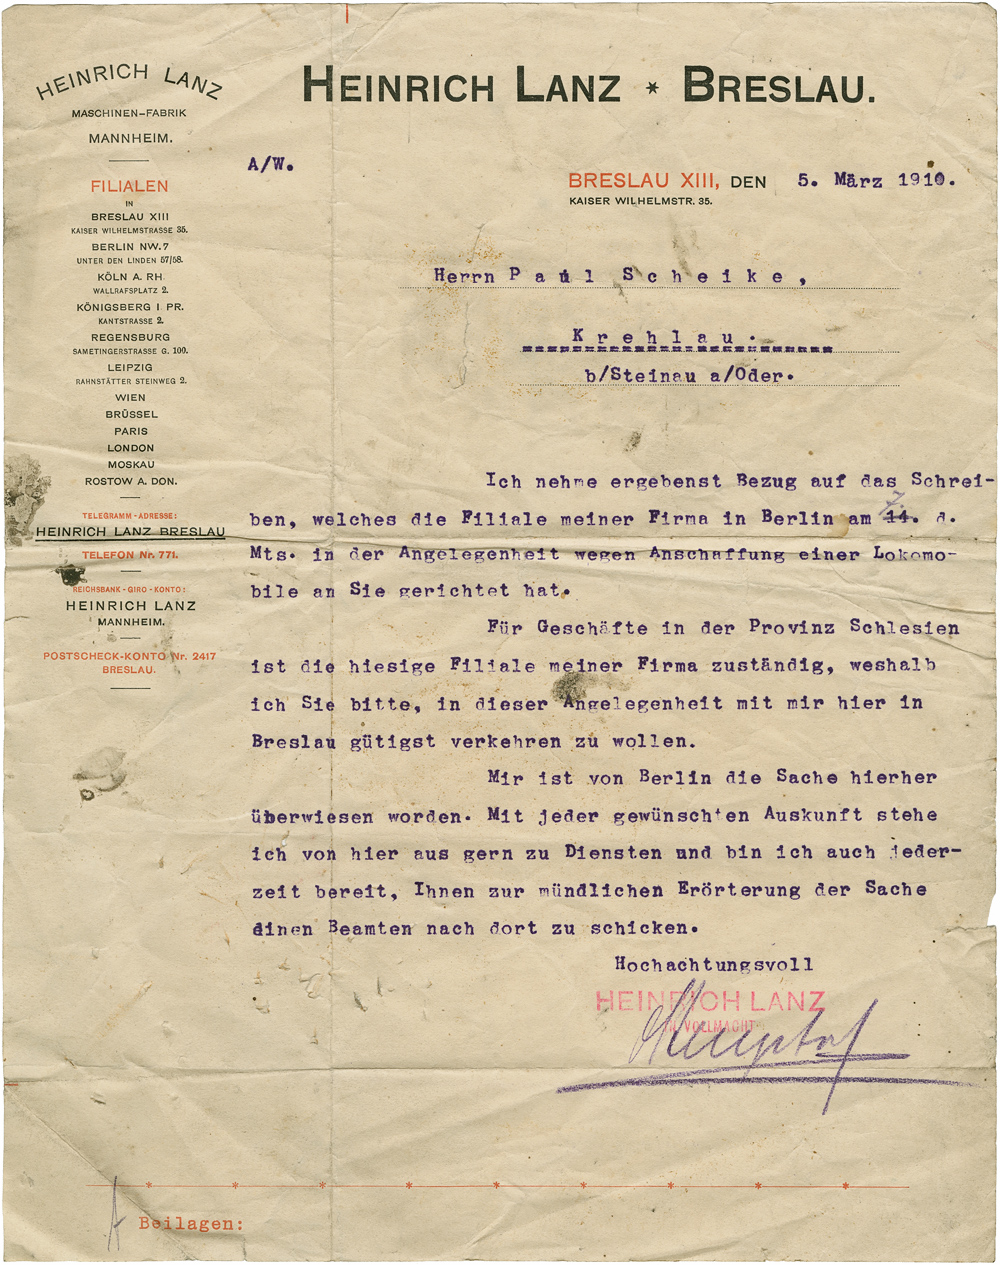 HEINRICH LANZ
MASCHINEN-FABRIK
MANNHEIM.
FILIALEN
IN
BRESLAU XIII
KAISER WILHELMSTRASSE 35.
BERLIN NW. 7
UNTER DEN LINDEN 57/58.
KÖLN A. RH.
WALLRAFSPLATZ 2.
KÖNIGSBERG I. PR.
KANTSTRASSE 2.
REGENSBURG
SAMETINGERSTRASSE G. 100.
LEIPZIG
RAHNSTÄTTER STEINWEG 2.
WIEN
BRÜSSEL
PARIS
LONDON
MOSKAU
ROSTOW A. DON.
TELEGRAMM-ADRESSE:
HEINRICH LANZ BRESLAU
TELEFON Nr. 771.
REICHSBANK-GIRO-KONTO:
HEINRICH LANZ
MANNHEIM.
POSTSCHECK-KONTO Nr. 2417
BRESLAU.
HEINRICH LANZ * BRESLAU.
A/W.
BRESLAU XIII, DEN 5. März 1910.
KAISER WILHELMSTR. 35.
Herrn Paul Scheike,
Krehlau.
b/Steinau a/Oder.
Ich nehme ergebenst Bezug auf das Schrei-
ben, welches die Filiale meiner Firma in Berlin am 14. 7. d.
Mts. in der Angelegenheit wegen Anschaffung einer Lokomo-
bile an Sie gerichtet hat.
Für Geschäfte in der Provinz Schlesien
ist die hiesige Filiale meiner Firma zuständig, weshalb
ich Sie bitte, in dieser Angelegenheit mit mir hier in
Breslau gütigst verkehren zu wollen.
Mir ist von Berlin die Sache hierher
überwiesen worden. Mit jeder gewünschten Auskunft stehe
ich von hier aus gern zu Diensten und bin ich auch jeder-
zeit bereit, Ihnen zur mündlichen Erörterung der Sache
dinen Beamten nach dort zu schicken.
Hochachtungsvoll
HEINRICH LANZ
IN VOLLMACHT
Beilagen: